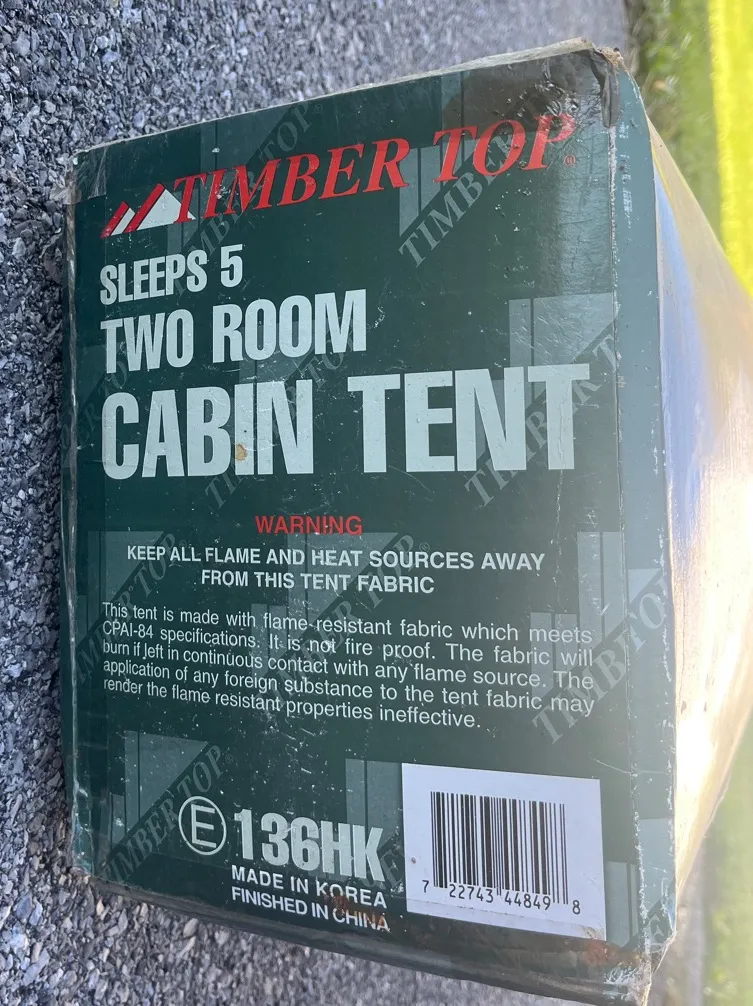 TIMBER TOP®
SLEEPS 5
TWO ROOM
CABIN TENT
WARNING
KEEP ALL FLAME AND HEAT SOURCES AWAY
FROM THIS TENT FABRIC
This tent is made with flame-resistant fabric which meets
CPAI-84 specifications. It is not fire proof. The fabric will
burn if left in continuous contact with any flame source. The
application of any foreign substance to the tent fabric may
render the flame resistant properties ineffective.
E 136HK
MADE IN KOREA
FINISHED IN CHINA
7 22743 44849 8